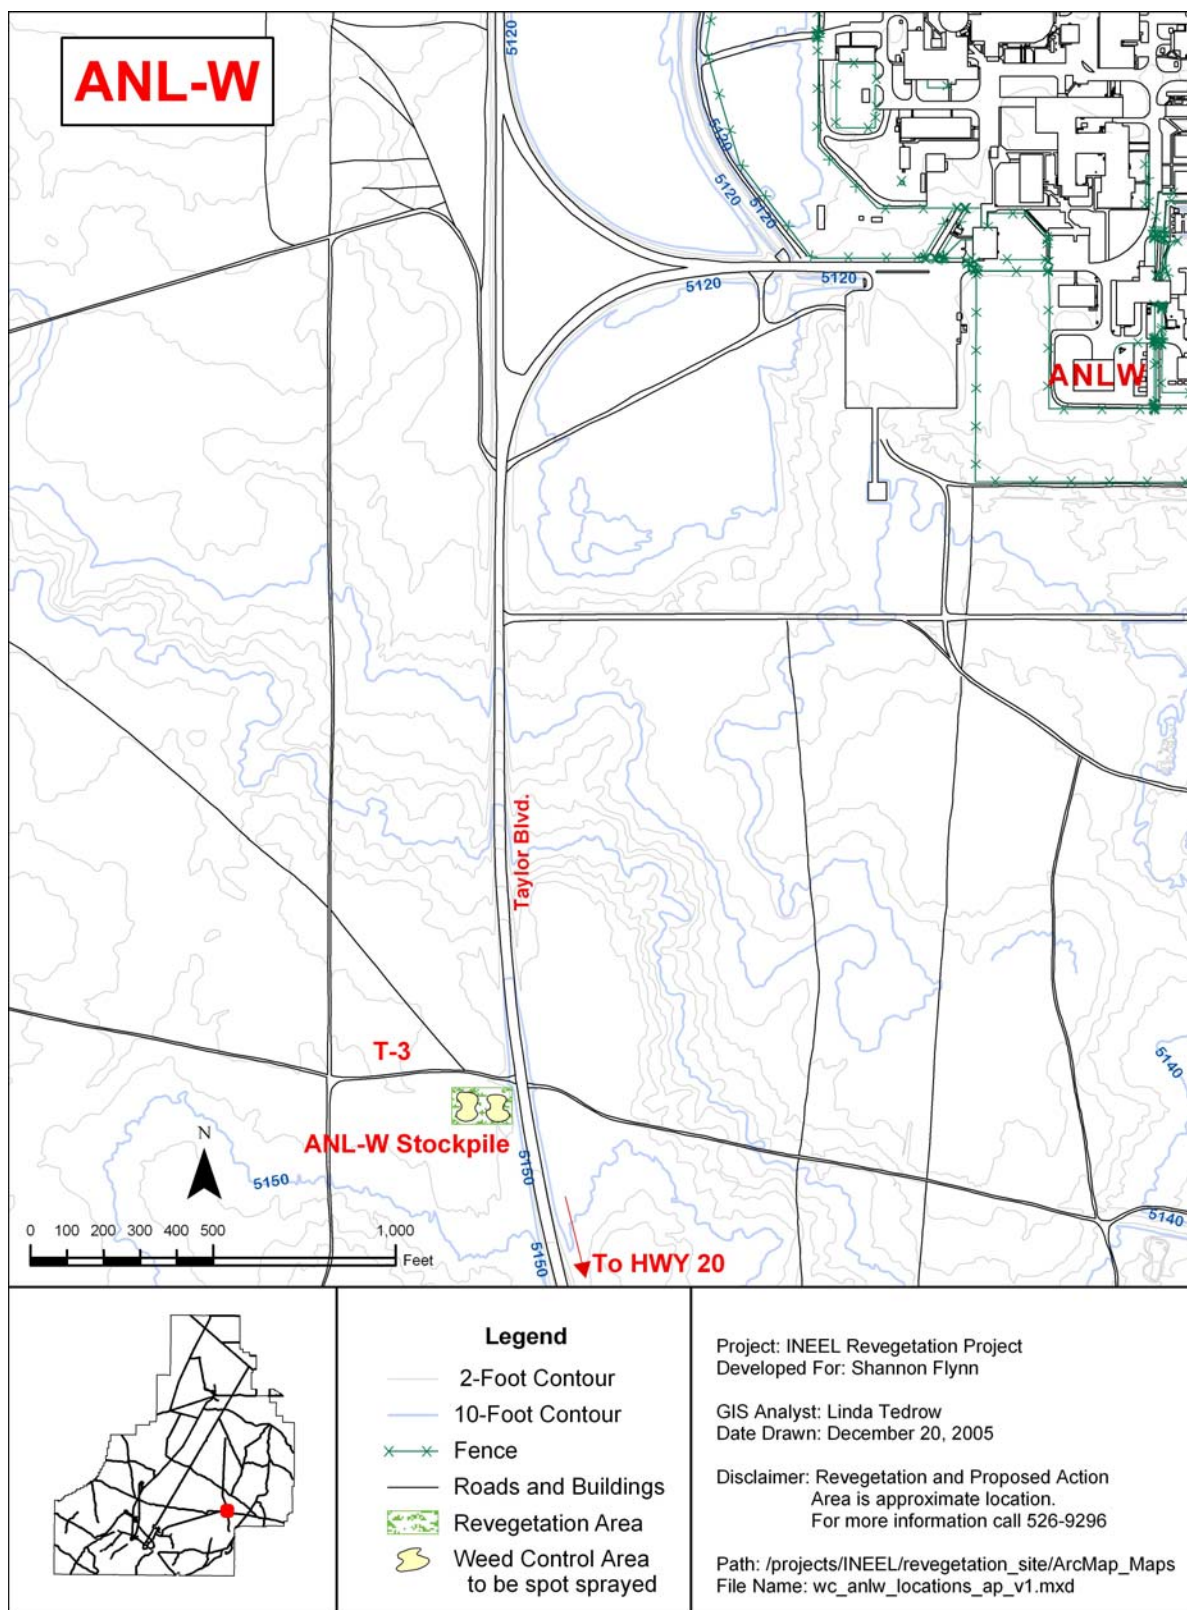 ANL-W
5120
5120
5120
5120
5120
5120
ANLW
Taylor Blvd.
T-3
ANL-W Stockpile
5140
5140
5150
5150
5150
N
0 100 200 300 400 500 1,000
Feet
To HWY 20
Legend
2-Foot Contour
10-Foot Contour
Fence
Roads and Buildings
Revegetation Area
Weed Control Area
to be spot sprayed
Project: INEEL Revegetation Project
Developed For: Shannon Flynn
GIS Analyst: Linda Tedrow
Date Drawn: December 20, 2005
Disclaimer: Revegetation and Proposed Action
Area is approximate location.
For more information call 526-9296
Path: /projects/INEEL/revegetation_site/ArcMap_Maps
File Name: wc_anlw_locations_ap_v1.mxd